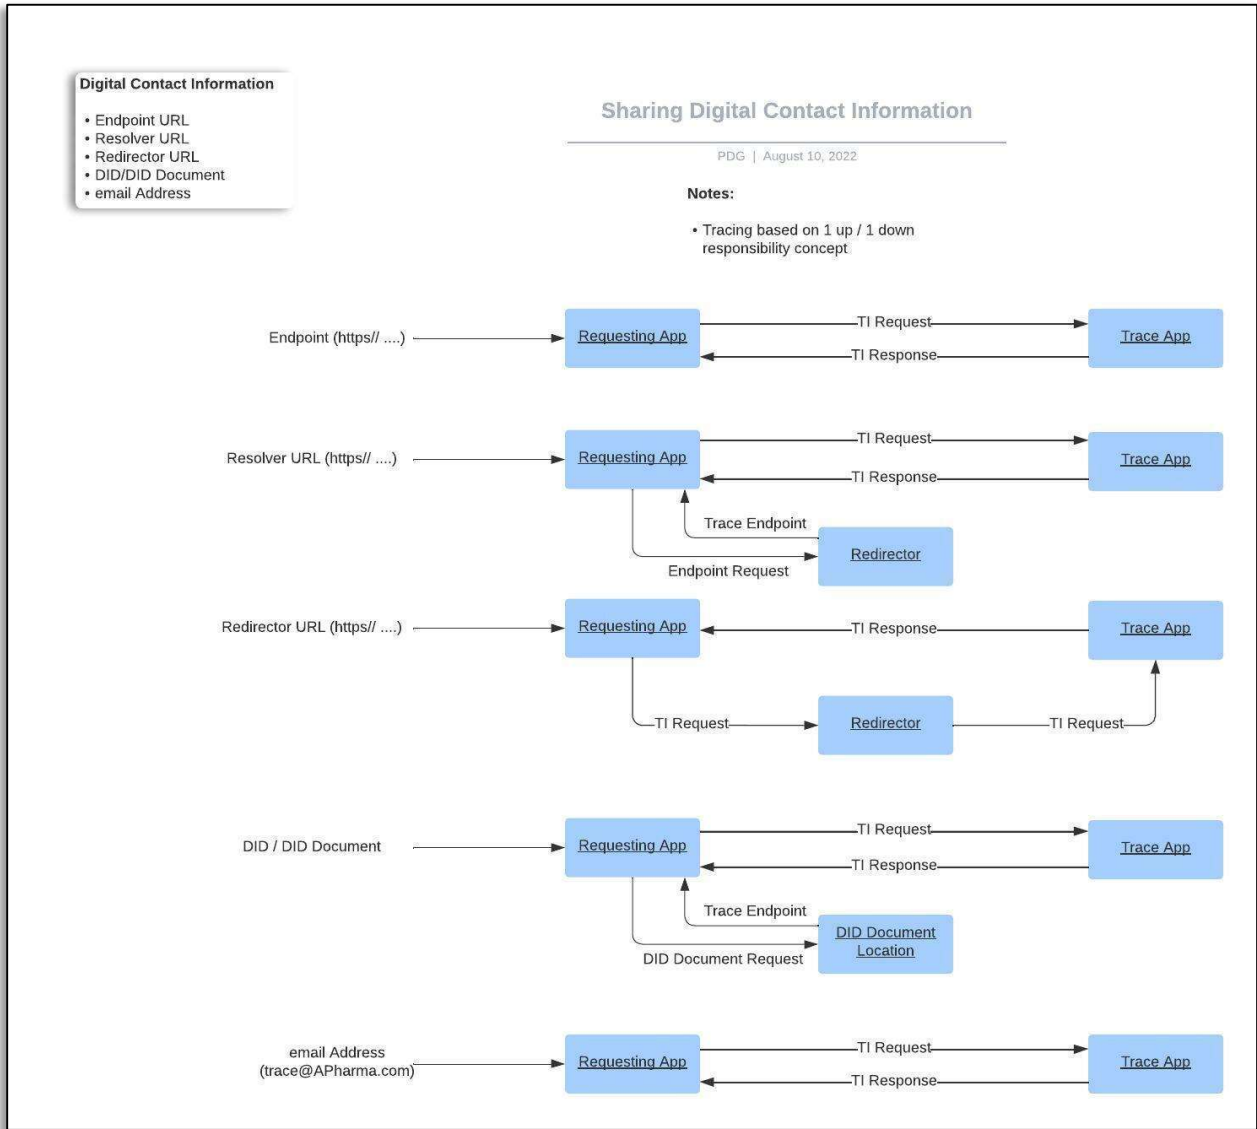 Digital Contact Information
• Endpoint URL
• Resolver URL
• Redirector URL
• DID/DID Document
• email Address
Sharing Digital Contact Information
PDG | August 10, 2022
Notes:
• Tracing based on 1 up / 1 down
responsibility concept
Endpoint (https// ....)
Requesting App
TI Request
TI Response
Trace App
Resolver URL (https// ....)
Requesting App
TI Request
TI Response
Trace App
Trace Endpoint
Endpoint Request
Redirector
Redirector URL (https// ....)
Requesting App
TI Response
Trace App
TI Request
Redirector
TI Request
DID / DID Document
Requesting App
TI Request
TI Response
Trace App
Trace Endpoint
DID Document Request
DID Document
Location
email Address
(trace@APharma.com)
Requesting App
TI Request
TI Response
Trace App